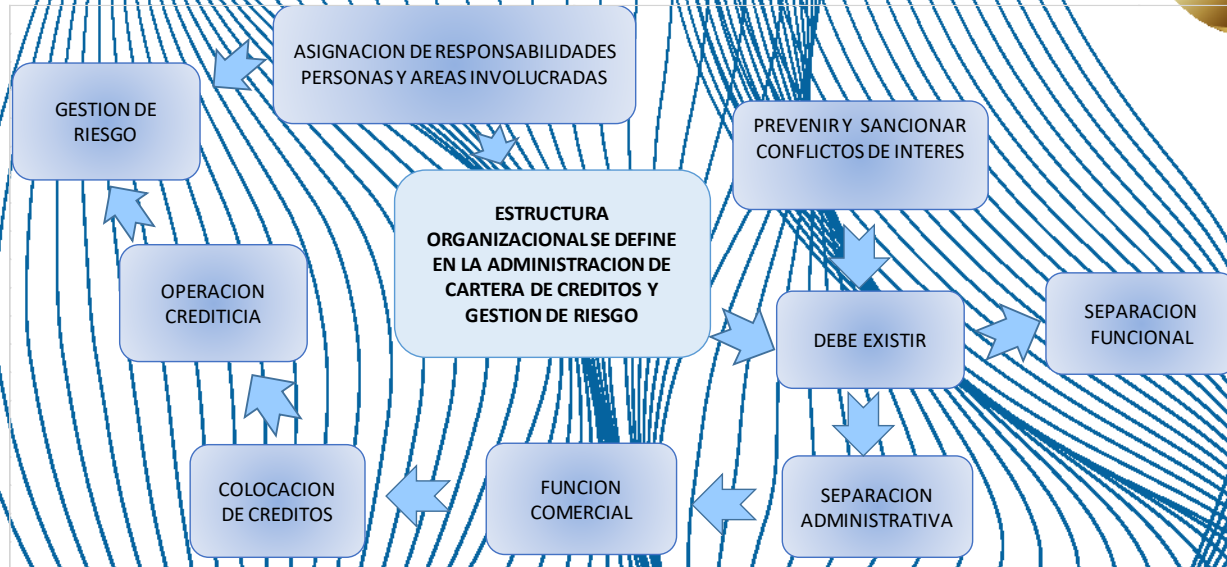 ASIGNACION DE RESPONSABILIDADES
PERSONAS Y AREAS INVOLUCRADAS
GESTION DE
RIESGO
PREVENIR Y SANCIONAR
CONFLICTOS DE INTERES
ESTRUCTURA
ORGANIZACIONAL SE DEFINE
EN LA ADMINISTRACION DE
CARTERA DE CREDITOS Y
GESTION DE RIESGO
OPERACION
CREDITICIA
DEBE EXISTIR
SEPARACION
FUNCIONAL
COLOCACION
DE CREDITOS
FUNCION
COMERCIAL
SEPARACION
ADMINISTRATIVA